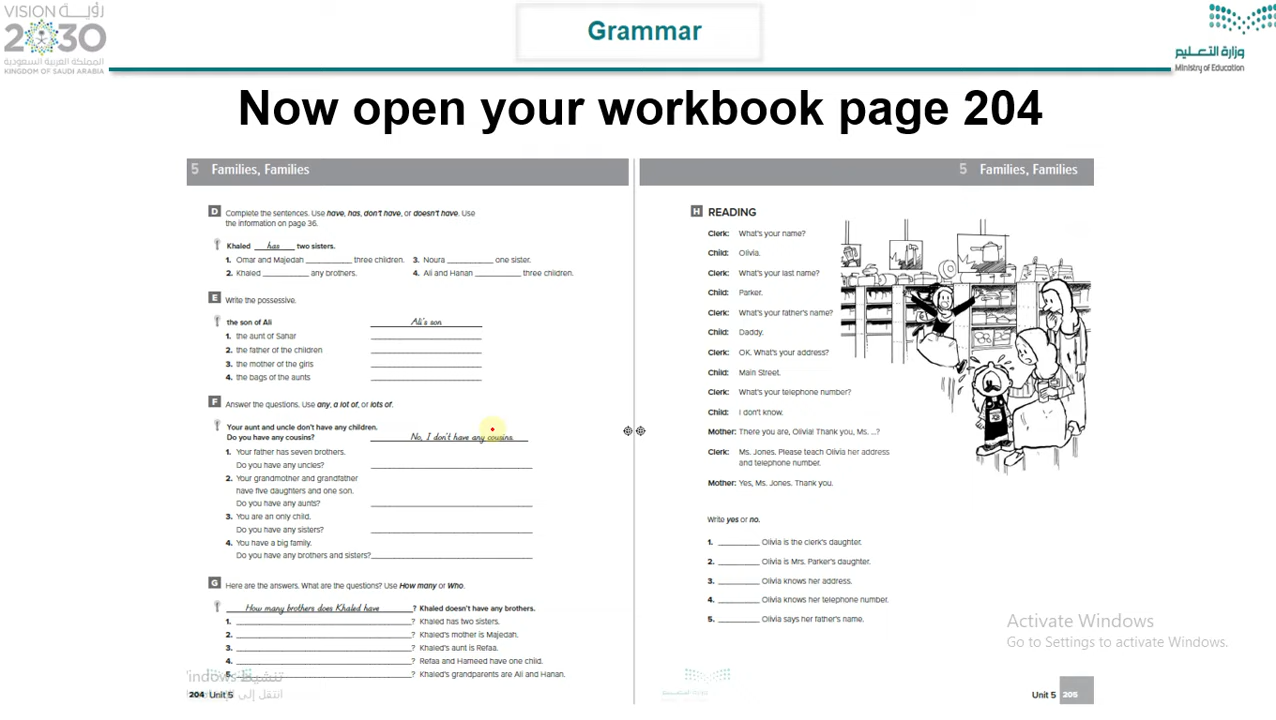 VISION رؤيــــة
2030
المملكة العربية السعودية
KINGDOM OF SAUDI ARABIA
Grammar
وزارة التعليم
Ministry of Education
Now open your workbook page 204
5 Families, Families
D Complete the sentences. Use have, has, don't have, or doesn't have. Use
the information on page 36.
Khaled has two sisters.
1. Omar and Majedah __________ three children.
2. Khaled __________ any brothers.
3. Noura __________ one sister.
4. Ali and Hanan __________ three children.
E Write the possessive.
the son of Ali Ali's son
1. the aunt of Sahar
2. the father of the children
3. the mother of the girls
4. the bags of the aunts
F Answer the questions. Use any, a lot of, or lots of.
Your aunt and uncle don't have any children.
Do you have any cousins? No, I don't have any cousins.
1. Your father has seven brothers.
Do you have any uncles?
2. Your grandmother and grandfather
have five daughters and one son.
Do you have any aunts?
3. You are an only child.
Do you have any sisters?
4. You have a big family.
Do you have any brothers and sisters?
G Here are the answers. What are the questions? Use How many or Who.
How many brothers does Khaled have ? Khaled doesn't have any brothers.
1. __________ ? Khaled has two sisters.
2. __________ ? Khaled's mother is Majedah.
3. __________ ? Khaled's aunt is Refaa.
4. __________ ? Refaa and Hameed have one child.
5. __________ ? Khaled's grandparents are Ali and Hanan.
204 Unit 5
5 Families, Families
H READING
Clerk: What's your name?
Child: Olivia.
Clerk: What's your last name?
Child: Parker.
Clerk: What's your father's name?
Child: Daddy.
Clerk: OK. What's your address?
Child: Main Street.
Clerk: What's your telephone number?
Child: I don't know.
Mother: There you are, Olivia! Thank you, Ms. ...?
Clerk: Ms. Jones. Please teach Olivia her address
and telephone number.
Mother: Yes, Ms. Jones. Thank you.
Write yes or no.
1. __________ Olivia is the clerk's daughter.
2. __________ Olivia is Mrs. Parker's daughter.
3. __________ Olivia knows her address.
4. __________ Olivia knows her telephone number.
5. __________ Olivia says her father's name.
Unit 5 205
Activate Windows
Go to Settings to activate Windows.